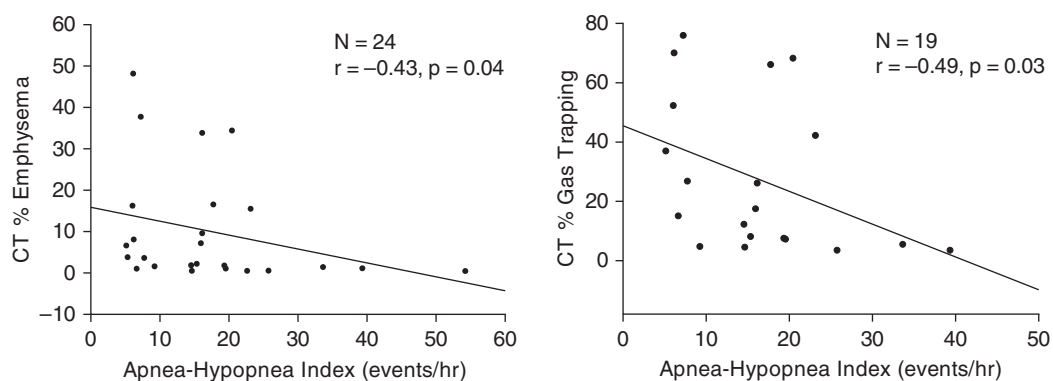 60
50
40
30
20
10
0
−10
CT % Emphysema
N = 24
r = −0.43, p = 0.04
0 10 20 30 40 50 60
Apnea-Hypopnea Index (events/hr)
80
60
40
20
0
CT % Gas Trapping
N = 19
r = −0.49, p = 0.03
0 10 20 30 40 50
Apnea-Hypopnea Index (events/hr)